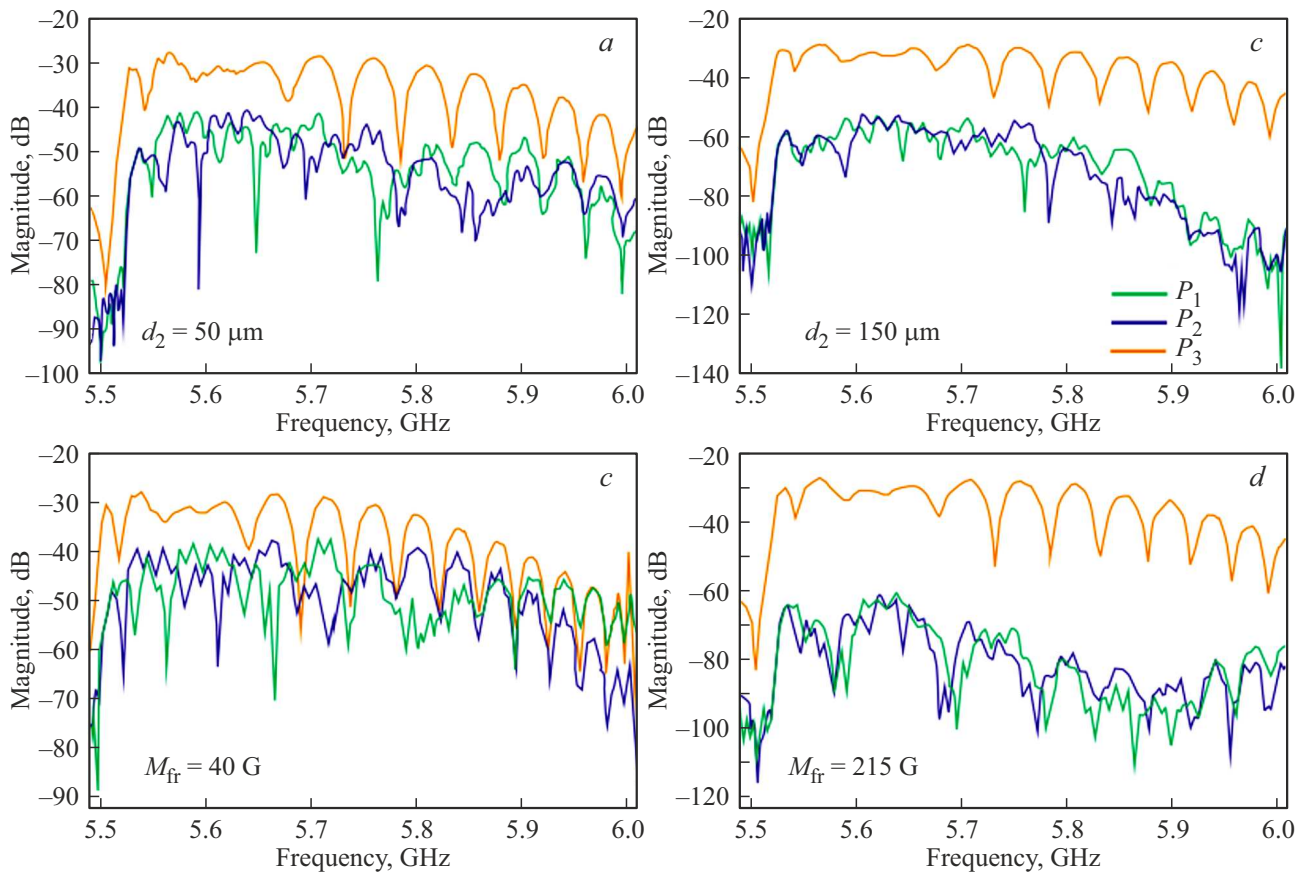 –20
–30
–40
–50
–60
–70
–80
–90
–100
Magnitude, dB
a
d2 = 50 μm
5.5 5.6 5.7 5.8 5.9 6.0
Frequency, GHz
–20
–40
–60
–80
–100
–120
–140
Magnitude, dB
c
P1
P2
P3
d2 = 150 μm
5.5 5.6 5.7 5.8 5.9 6.0
Frequency, GHz
–20
–30
–40
–50
–60
–70
–80
–90
Magnitude, dB
c
Mfr = 40 G
5.5 5.6 5.7 5.8 5.9 6.0
Frequency, GHz
–20
–40
–60
–80
–100
–120
Magnitude, dB
d
Mfr = 215 G
5.5 5.6 5.7 5.8 5.9 6.0
Frequency, GHz